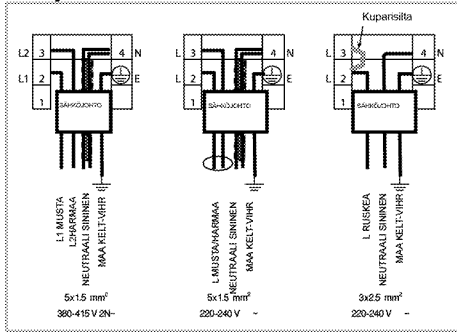 Kuparisilta
L2 3 4 N
L1 2 E
1
SÄHKÖJOHTO
L1 MUSTA
L2HARMAA
NEUTRAALI SININEN
MAA KELT-VIHR
5x1.5 mm²
380-415 V 2N~
L 3 4 N
L 2 E
1
SÄHKÖJOHTO
L MUSTA/HARMAA
NEUTRAALI SININEN
MAA KELT-VIHR
5x1.5 mm²
220-240 V ~
L 3 4 N
L 2 E
1
SÄHKÖJOHTO
L RUSKEA
NEUTRAALI SININEN
MAA KELT-VIHR
3x2.5 mm²
220-240 V ~